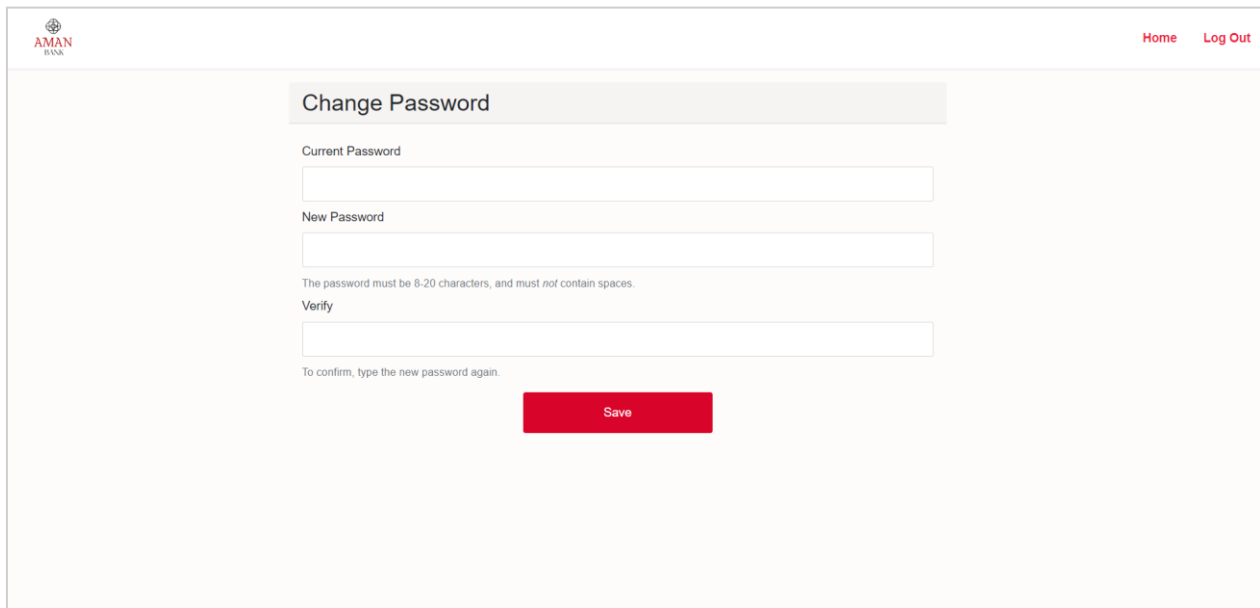 AMAN
BANK
Home
Log Out
Change Password
Current Password
New Password
The password must be 8-20 characters, and must not contain spaces.
Verify
To confirm, type the new password again.
Save